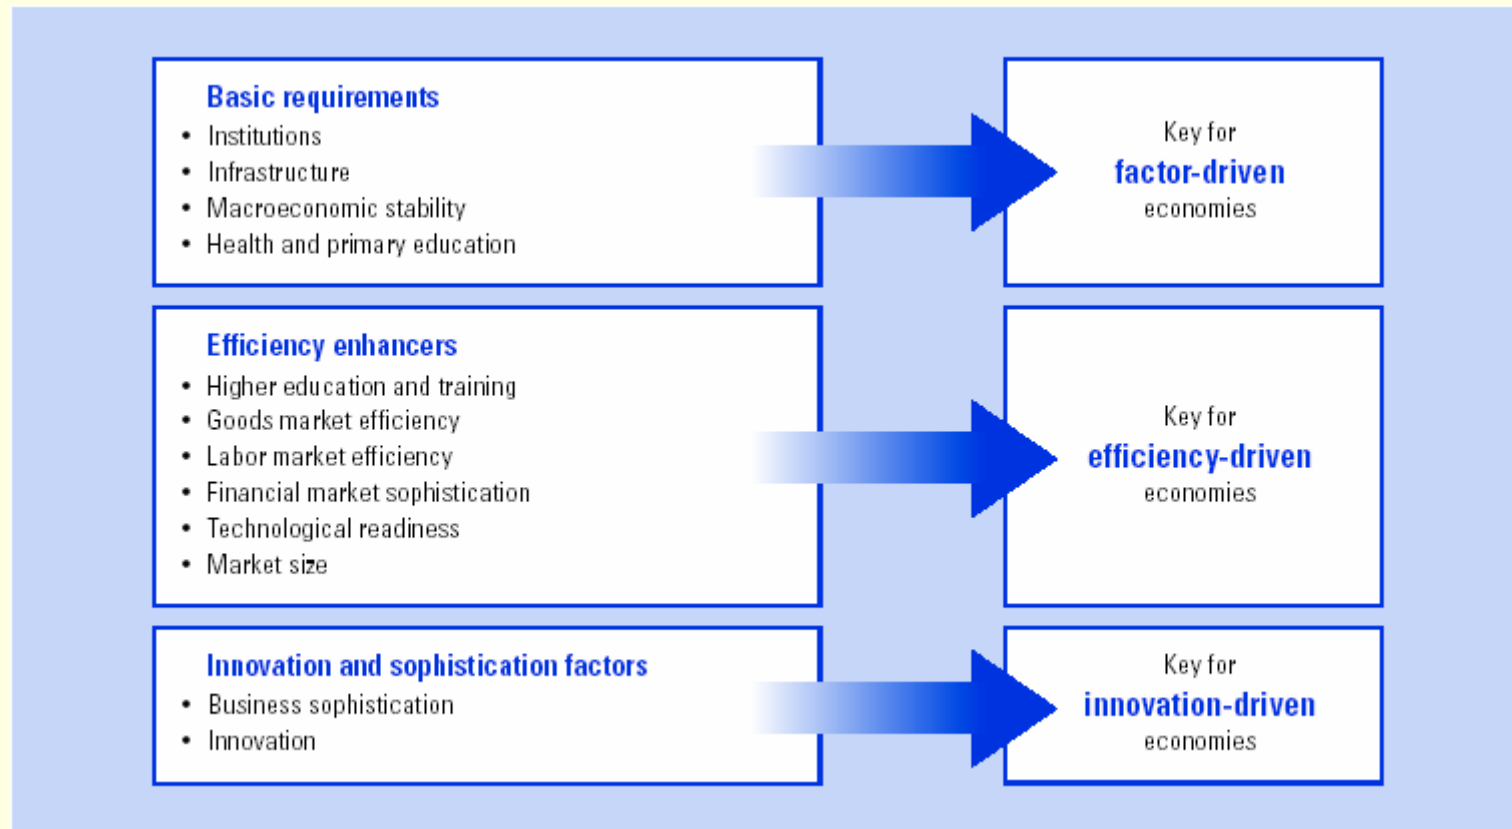 Basic requirements
• Institutions
• Infrastructure
• Macroeconomic stability
• Health and primary education
Key for
factor-driven
economies
Efficiency enhancers
• Higher education and training
• Goods market efficiency
• Labor market efficiency
• Financial market sophistication
• Technological readiness
• Market size
Key for
efficiency-driven
economies
Innovation and sophistication factors
• Business sophistication
• Innovation
Key for
innovation-driven
economies